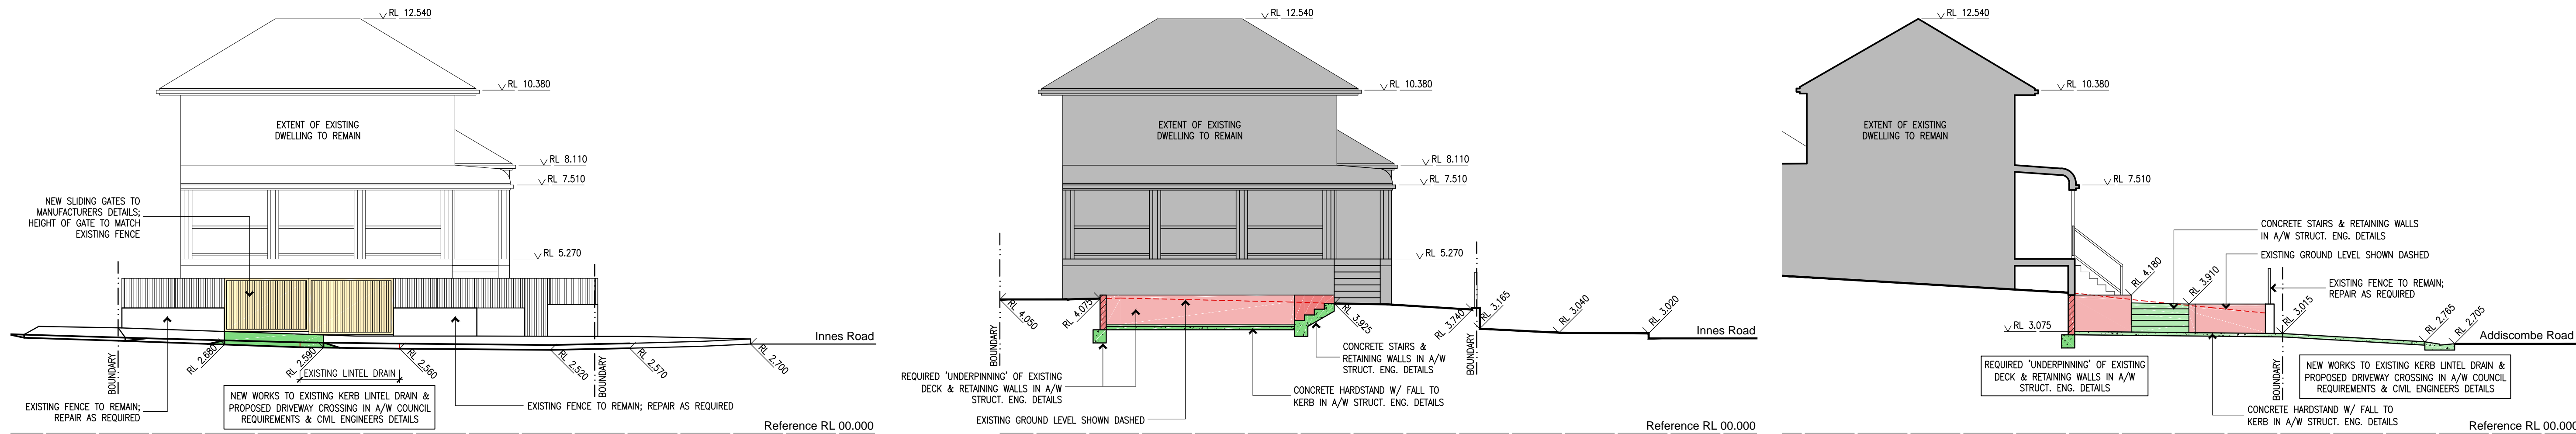 RL 12.540
RL 10.380
EXTENT OF EXISTING
DWELLING TO REMAIN
RL 8.110
RL 7.510
NEW SLIDING GATES TO
MANUFACTURERS DETAILS;
HEIGHT OF GATE TO MATCH
EXISTING FENCE
RL 5.270
Innes Road
BOUNDARY
RL 2.680
RL 2.590
EXISTING LINTEL DRAIN
RL 2.560
RL 2.520
BOUNDARY
RL 2.570
RL 2.700
EXISTING FENCE TO REMAIN;
REPAIR AS REQUIRED
NEW WORKS TO EXISTING KERB LINTEL DRAIN &
PROPOSED DRIVEWAY CROSSING IN A/W COUNCIL
REQUIREMENTS & CIVIL ENGINEERS DETAILS
EXISTING FENCE TO REMAIN; REPAIR AS REQUIRED
Reference RL 00.000
RL 12.540
RL 10.380
EXTENT OF EXISTING
DWELLING TO REMAIN
RL 8.110
RL 7.510
RL 5.270
BOUNDARY
RL 4.050
RL 4.075
RL 3.925
RL 3.740
BOUNDARY
RL 3.165
RL 3.040
RL 3.020
Innes Road
REQUIRED 'UNDERPINNING' OF EXISTING
DECK & RETAINING WALLS IN A/W
STRUCT. ENG. DETAILS
CONCRETE STAIRS &
RETAINING WALLS IN A/W
STRUCT. ENG. DETAILS
CONCRETE HARDSTAND W/ FALL TO
KERB IN A/W STRUCT. ENG. DETAILS
EXISTING GROUND LEVEL SHOWN DASHED
Reference RL 00.000
RL 12.540
RL 10.380
EXTENT OF EXISTING
DWELLING TO REMAIN
RL 7.510
CONCRETE STAIRS & RETAINING WALLS
IN A/W STRUCT. ENG. DETAILS
EXISTING GROUND LEVEL SHOWN DASHED
RL 4.180
RL 3.910
EXISTING FENCE TO REMAIN;
REPAIR AS REQUIRED
RL 3.075
RL 3.015
RL 2.765
RL 2.705
Addiscombe Road
BOUNDARY
REQUIRED 'UNDERPINNING' OF EXISTING
DECK & RETAINING WALLS IN A/W
STRUCT. ENG. DETAILS
NEW WORKS TO EXISTING KERB LINTEL DRAIN &
PROPOSED DRIVEWAY CROSSING IN A/W COUNCIL
REQUIREMENTS & CIVIL ENGINEERS DETAILS
CONCRETE HARDSTAND W/ FALL TO
KERB IN A/W STRUCT. ENG. DETAILS
Reference RL 00.000